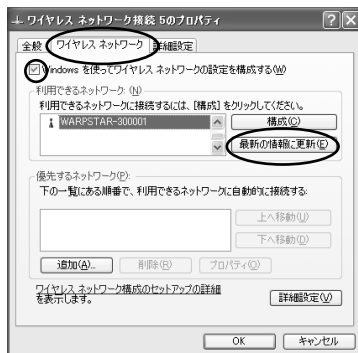 ワイヤレス ネットワーク接続 5のプロパティ
全般
ワイヤレス ネットワーク
詳細設定
Windows を使ってワイヤレス ネットワークの設定を構成する(W)
利用できるネットワーク:(N)
利用できるネットワークに接続するには、[構成] をクリックしてください。
WARPSTAR-300001
構成(C)
最新の情報に更新(E)
優先するネットワーク(P):
下の一覧にある順番で、利用できるネットワークに自動的に接続する:
上へ移動(U)
下へ移動(D)
追加(A)...
削除(R)
プロパティ(O)
ワイヤレス ネットワーク構成のセットアップの詳細
を表示します。
詳細設定(V)
OK
キャンセル